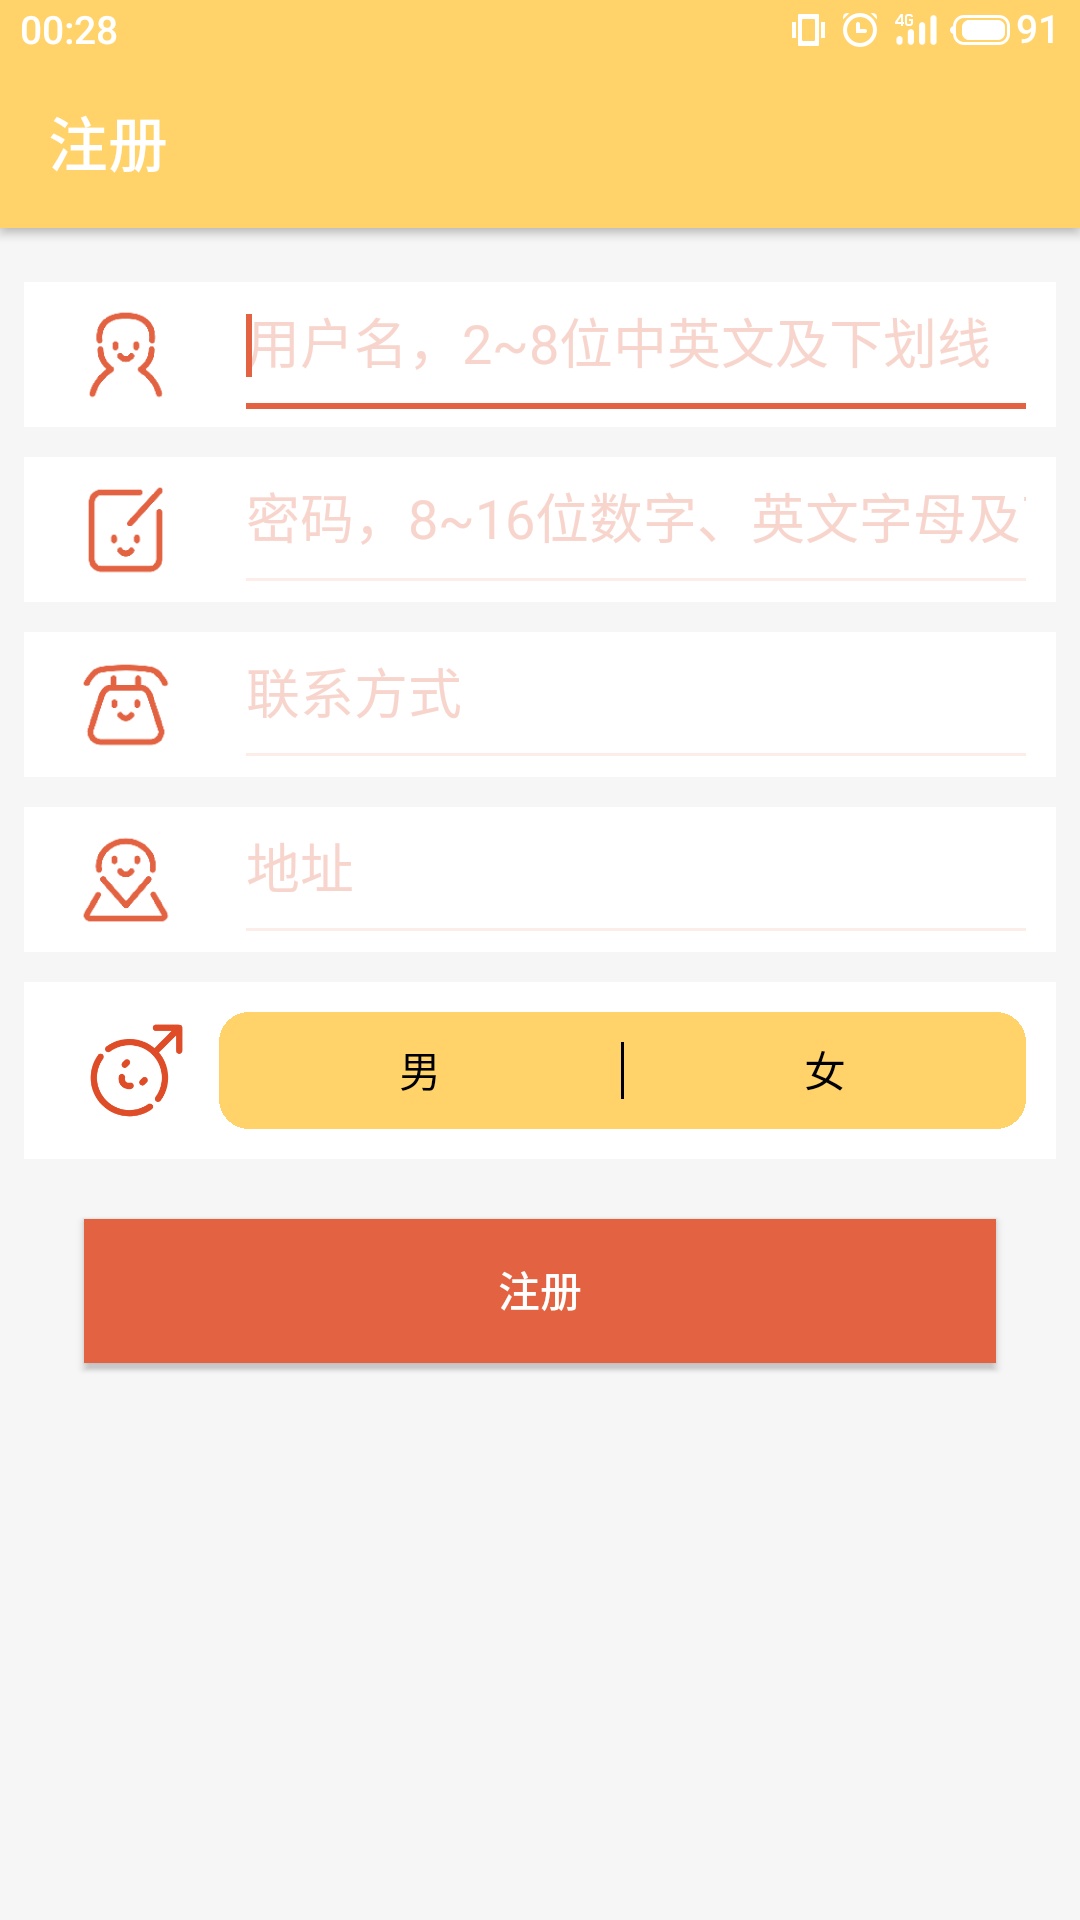 00:28 4G 91
注册
用户名，2~8位中英文及下划线
密码，8~16位数字、英文字母及
联系方式
地址
男 女
注册